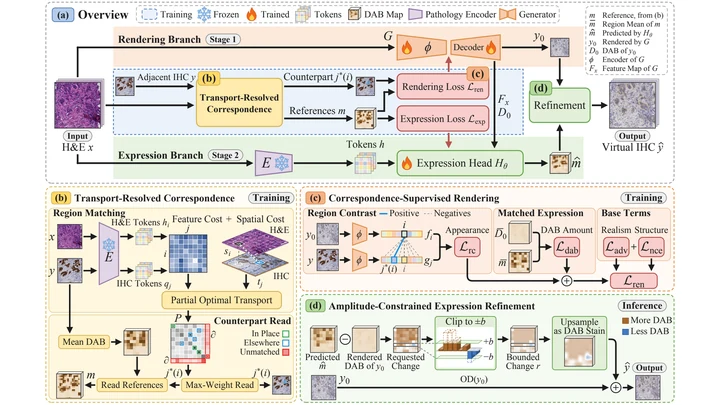 (a) Overview
Training
Frozen
Trained
Tokens
DAB Map
Pathology Encoder
Generator
Rendering Branch
Stage 1
G
ϕ
Decoder
y₀
Adjacent IHC y
(b)
Transport-Resolved
Correspondence
Counterpart j*(i)
References m
(c)
Rendering Loss ℒren
Expression Loss ℒexp
Fₓ
D₀
(d)
Refinement
Input
H&E x
Output
Virtual IHC ŷ
Expression Branch
Stage 2
E
Tokens h
Expression Head Hθ
m̂
m Reference, from (b)
m̄ Region Mean of m
m̂ Predicted by Hθ
y₀ Rendered by G
D₀ DAB of y₀
ϕ Encoder of G
Fₓ Feature Map of G
(b) Transport-Resolved Correspondence
Training
Region Matching
H&E Tokens hᵢ
Feature Cost + Spatial Cost
j
x
y
E
i
H&E
sᵢ
IHC
tⱼ
IHC Tokens qⱼ
Partial Optimal Transport
Counterpart Read
P
∂
∂
In Place
Elsewhere
Unmatched
Mean DAB
m
Read References
j*(i)
Max-Weight Read
j*(i)
(c) Correspondence-Supervised Rendering
Training
Region Contrast
Positive
Negatives
Matched Expression
Base Terms
y₀
ϕ
i
fᵢ
Appearance
ℒrc
y
ϕ
j*(i)
i
gⱼ
D̄₀
m̄
DAB Amount
ℒdab
Realism
Structure
ℒadv
ℒnce
ℒren
(d) Amplitude-Constrained Expression Refinement
Inference
Predicted
m̂
Rendered
DAB of y₀
Requested
Change
Clip to ±b
+b
−b
Bounded
Change r
Upsample
as DAB Stain
More DAB
Less DAB
y₀
OD(y₀)
ŷ
Output